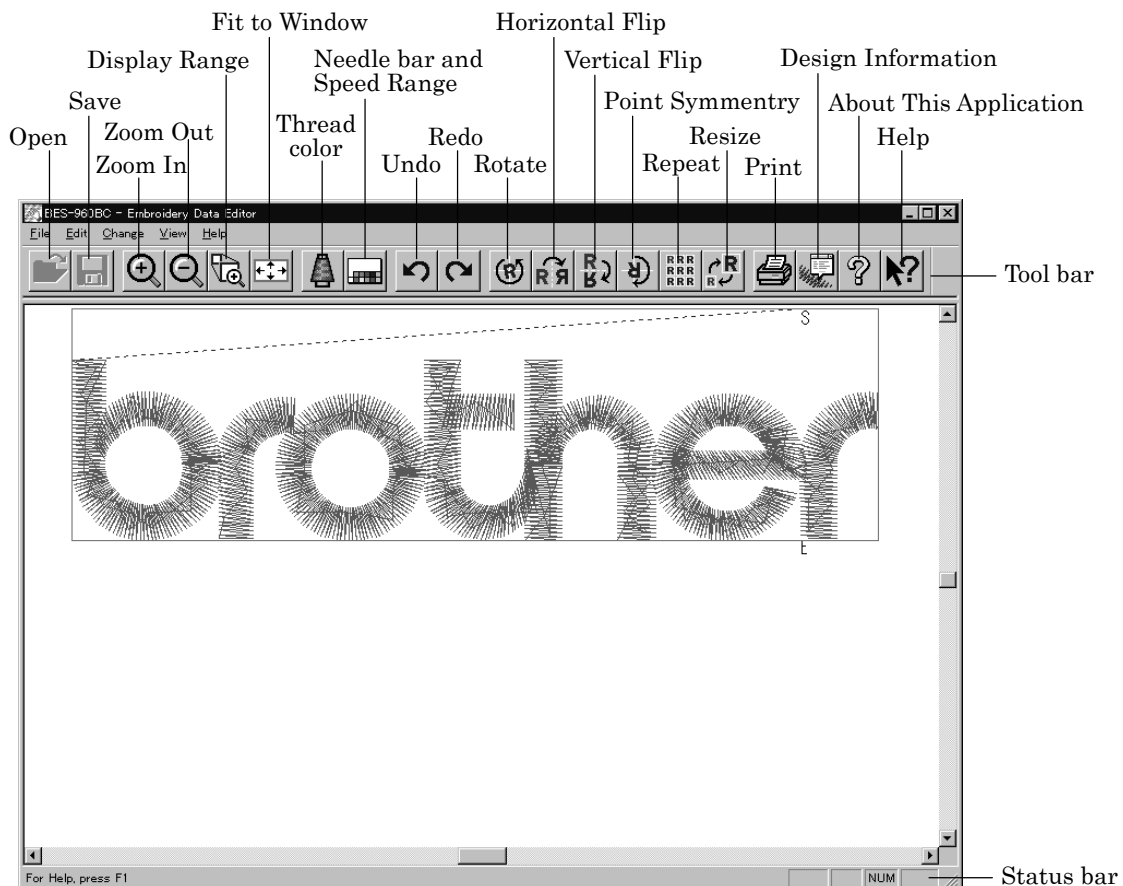 Fit to Window
Horizontal Flip
Display Range
Needle bar and
Speed Range
Vertical Flip
Design Information
Save
Point Symmentry
About This Application
Open
Zoom Out
Thread
color
Redo
Resize
Help
Zoom In
Undo
Rotate
Repeat
Print
BES-960BC - Embroidery Data Editor
File Edit Change View Help
Tool bar
S
brother
E
For Help, press F1
NUM
Status bar